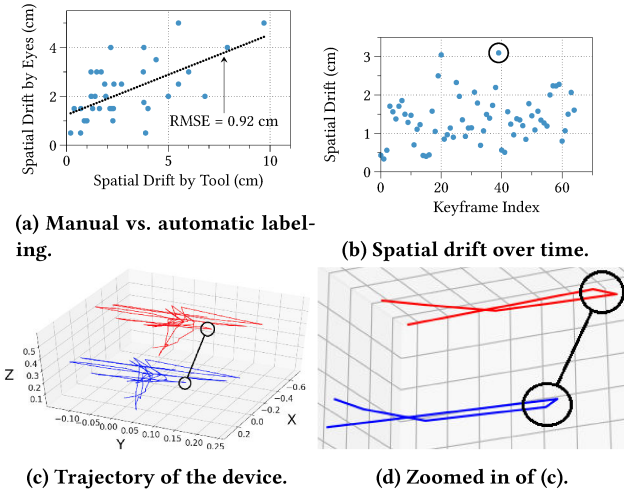 Spatial Drift by Eyes (cm)
4
2
0
RMSE = 0.92 cm
0
5
10
Spatial Drift by Tool (cm)
(a) Manual vs. automatic label-
ing.
Spatial Drift (cm)
3
2
1
0
0
20
40
60
Keyframe Index
(b) Spatial drift over time.
Z
0.5
0.4
0.3
0.2
0.1
-0.10
-0.05
0.00
0.05
0.10
0.15
0.20
0.25
Y
0.2
0.0
-0.2
-0.4
-0.6
X
(c) Trajectory of the device.
(d) Zoomed in of (c).